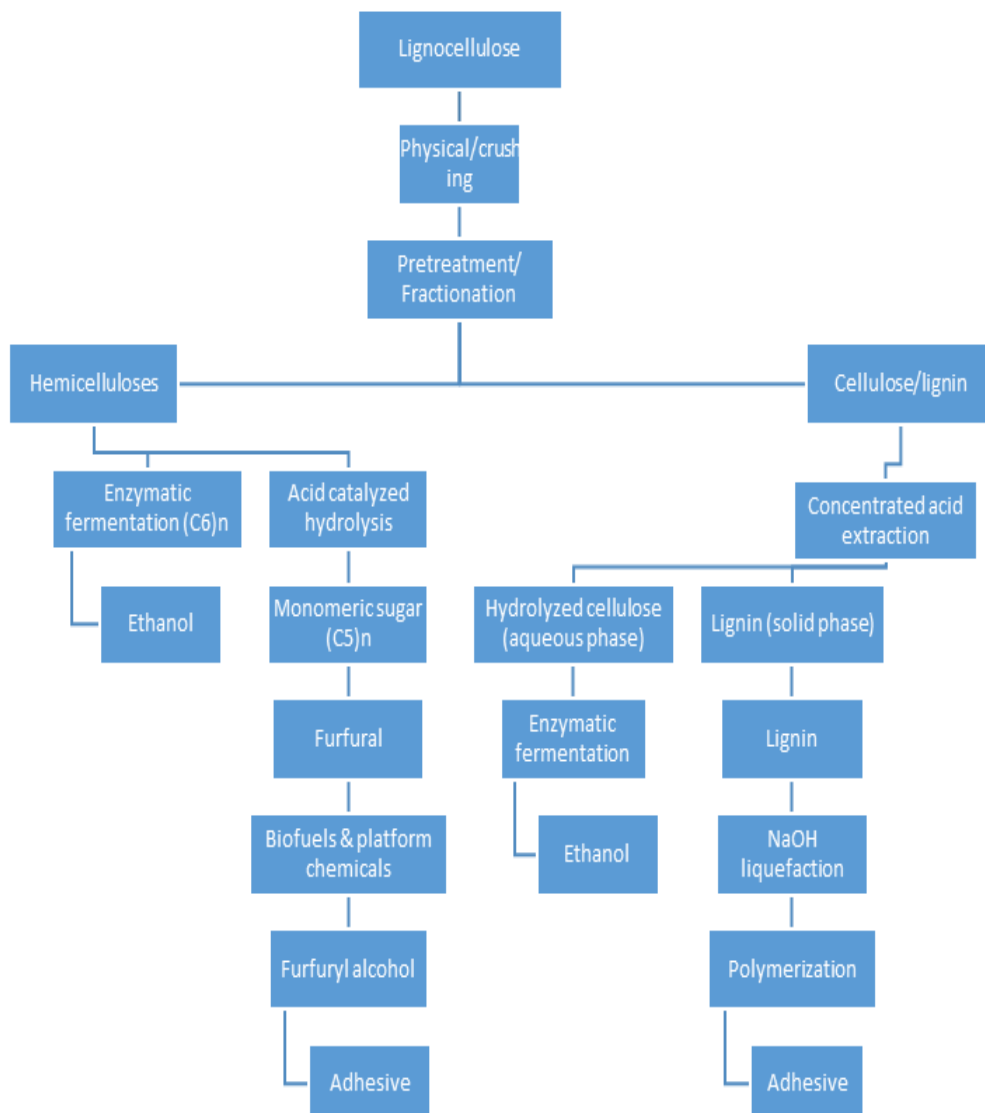 Lignocellulose
Physical/crush
ing
Pretreatment/
Fractionation
Hemicelluloses
Cellulose/lignin
Enzymatic
fermentation (C6)n
Acid catalyzed
hydrolysis
Concentrated acid
extraction
Ethanol
Monomeric sugar
(C5)n
Hydrolyzed cellulose
(aqueous phase)
Lignin (solid phase)
Furfural
Enzymatic
fermentation
Lignin
Biofuels & platform
chemicals
Ethanol
NaOH
liquefaction
Furfuryl alcohol
Polymerization
Adhesive
Adhesive